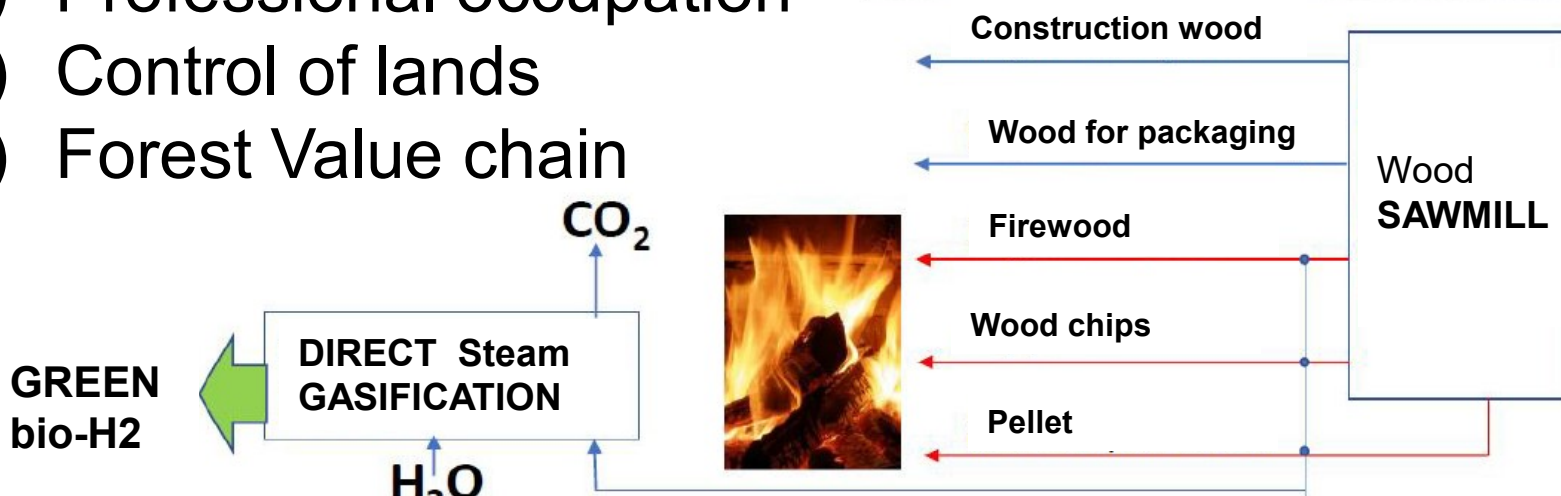 ) Professional occupation
) Control of lands
) Forest Value chain
Construction wood
Wood for packaging
Firewood
Wood chips
Pellet
Wood
SAWMILL
CO₂
DIRECT Steam
GASIFICATION
GREEN
bio-H2
H₂O